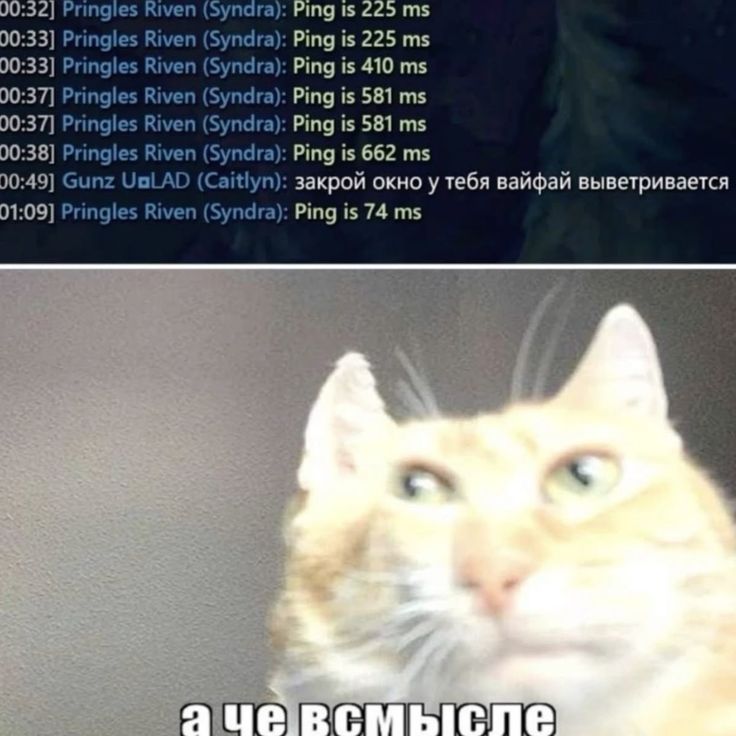 00:32] Pringles Riven (Syndra): Ping is 225 ms
00:33] Pringles Riven (Syndra): Ping is 225 ms
00:33] Pringles Riven (Syndra): Ping is 410 ms
00:37] Pringles Riven (Syndra): Ping is 581 ms
00:37] Pringles Riven (Syndra): Ping is 581 ms
00:38] Pringles Riven (Syndra): Ping is 662 ms
00:49] Gunz U¤LAD (Caitlyn): закрой окно у тебя вайфай выветривается
01:09] Pringles Riven (Syndra): Ping is 74 ms
а че всмысле